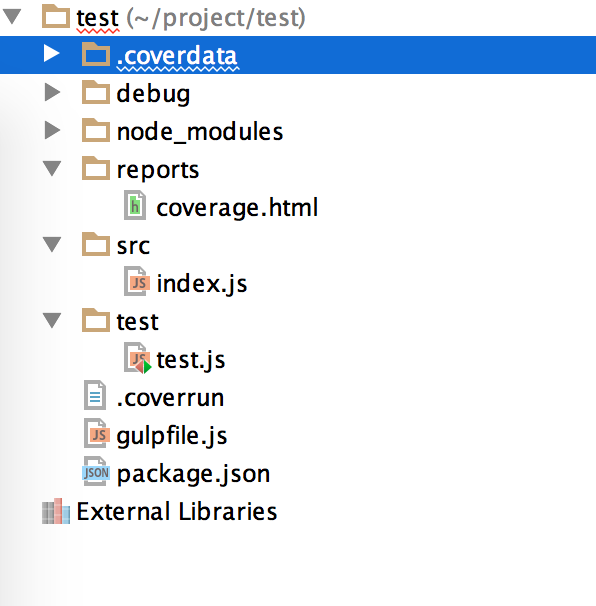 test (~/project/test)
.coverdata
debug
node_modules
reports
h coverage.html
src
JS index.js
test
JS test.js
.coverrun
JS gulpfile.js
JSON package.json
External Libraries